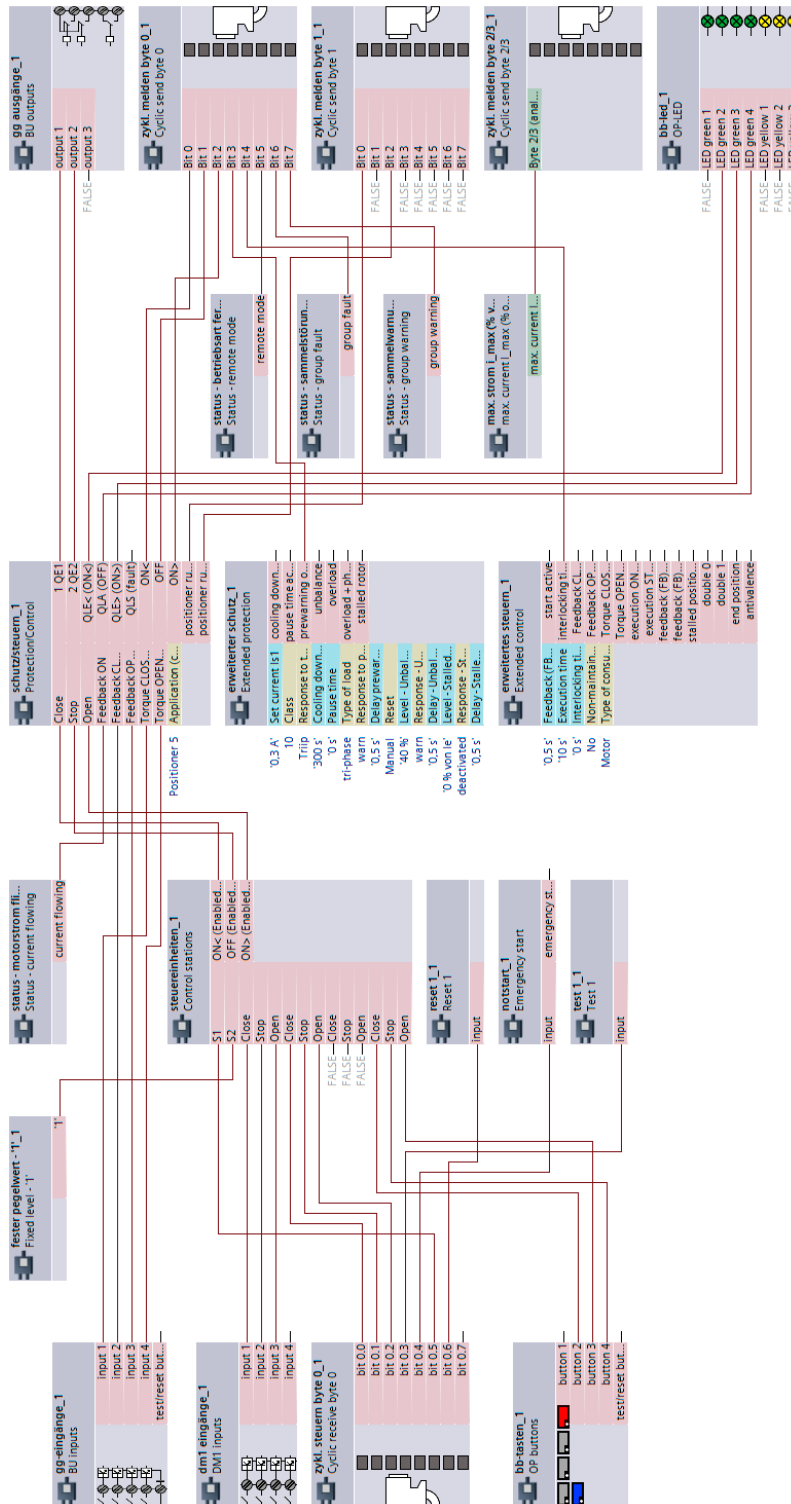 gg-eingänge_1
BU inputs
input 1
input 2
input 3
input 4
test/reset but...
fester pegelwert - '1'_1
Fixed level - '1'
'1'
status - motorstrom fli...
Status - current flowing
current flowing
schutz/steuern_1
Protection/Control
Close
1 QE1
Stop
2 QE2
Open
QLE< (ON<)
Feedback ON
QLA (OFF)
Feedback CL...
QLE> (ON>)
Feedback OP...
QLS (fault)
Torque CLOS...
ON<
Torque OPEN...
OFF
Positioner 5
Application (c...
ON>
positioner ru...
positioner ru...
gg ausgänge_1
BU outputs
output 1
output 2
FALSE
output 3
dm1 eingänge_1
DM1 inputs
input 1
input 2
input 3
input 4
steuereinheiten_1
Control stations
S1
ON< (Enabled...
S2
OFF (Enabled...
Close
ON> (Enabled...
Stop
Open
Close
Stop
Open
FALSE
Close
FALSE
Stop
FALSE
Open
Close
Stop
Open
zykl. melden byte 0_1
Cyclic send byte 0
Bit 0
Bit 1
Bit 2
Bit 3
Bit 4
Bit 5
Bit 6
Bit 7
status - betriebsart fer...
Status - remote mode
remote mode
erweiterter schutz_1
Extended protection
'0,3 A'
Set current Is1
cooling down...
10
Class
pause time ac...
Triip
Response to t...
prewarning o...
'300 s'
Cooling down...
unbalance
'0 s'
Pause time
overload
tri-phase
Type of load
overload + ph...
warn
Response to p...
stalled rotor
'0,5 s'
Delay prewar...
Manual
Reset
'40 %'
Level - Unbal...
warn
Response - U...
'0,5 s'
Delay - Unbal...
'0 % von Ie'
Level - Stalled...
deactivated
Response - St...
'0,5 s'
Delay - Stalle...
zykl. steuern byte 0_1
Cyclic receive byte 0
bit 0.0
bit 0.1
bit 0.2
bit 0.3
bit 0.4
bit 0.5
bit 0.6
bit 0.7
status - sammelstörun...
Status - group fault
group fault
zykl. melden byte 1_1
Cyclic send byte 1
Bit 0
FALSE
Bit 1
Bit 2
FALSE
Bit 3
FALSE
Bit 4
FALSE
Bit 5
FALSE
Bit 6
FALSE
Bit 7
status - sammelwarnu...
Status - group warning
group warning
reset 1_1
Reset 1
input
max. strom i_max (% v...
max. current I_max (% o...
max. current I...
zykl. melden byte 2/3_1
Cyclic send byte 2/3
Byte 2/3 (anal...
notstart_1
Emergency start
input
emergency st...
bb-tasten_1
OP buttons
button 1
button 2
button 3
button 4
test/reset but...
test 1_1
Test 1
input
erweitertes steuern_1
Extended control
'0,5 s'
Feedback (FB...
start active
'10 s'
Execution time
interlocking ti...
'0 s'
Interlocking ti...
Feedback CL...
No
Non-maintain...
Feedback OP...
Motor
Type of consu...
Torque CLOS...
Torque OPEN...
execution ON...
execution ST...
feedback (FB)...
feedback (FB)...
stalled positio...
double 0
double 1
end position
antivalence
bb-led_1
OP-LED
FALSE
LED green 1
LED green 2
LED green 3
LED green 4
FALSE
LED yellow 1
FALSE
LED yellow 2